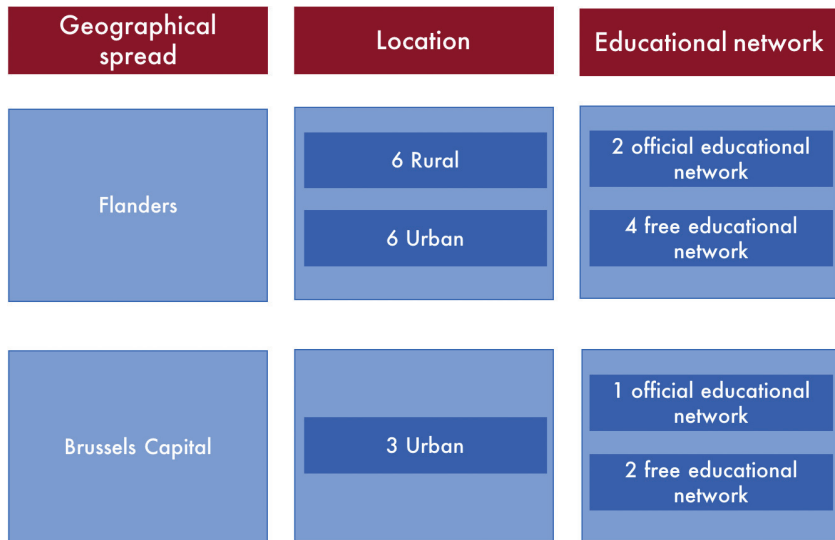 Geographical
spread
Location
Educational network
Flanders
6 Rural
6 Urban
2 official educational
network
4 free educational
network
Brussels Capital
3 Urban
1 official educational
network
2 free educational
network